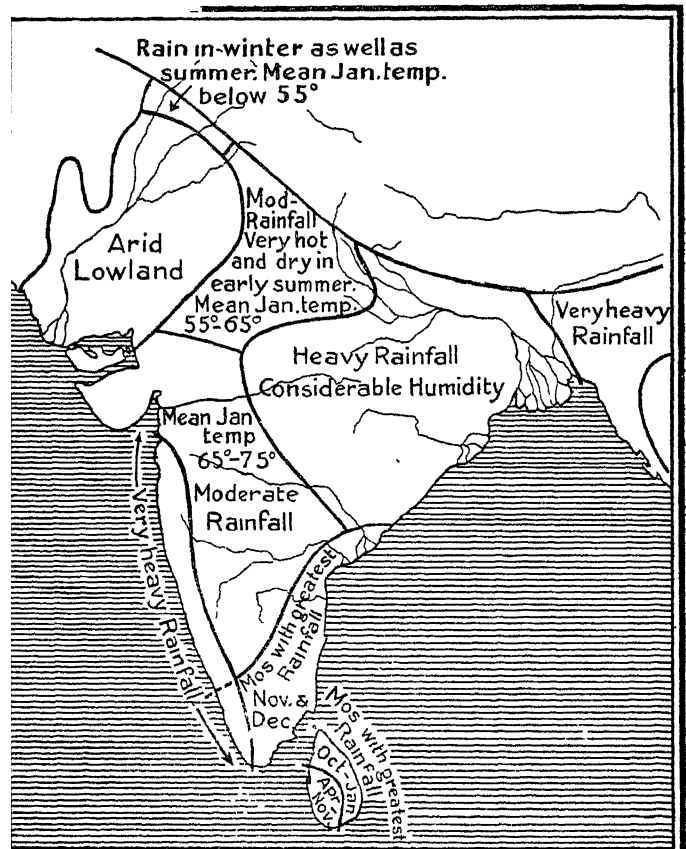 Rain in-winter as well as
summer. Mean Jan.temp.
below 55°
Mod-
Rainfall
Very hot
and dry in
early summer.
Mean Jan.temp.
55°-65°
Arid
Lowland
Very heavy
Rainfall
Heavy Rainfall
Considerable Humidity
Mean Jan
temp
65°-75°
Moderate
Rainfall
Very heavy Rainfall
Mos with greatest
Rainfall
Nov. &
Dec.
Mos with greatest
Rainfall
Oct-Jan
Apr-
Nov.